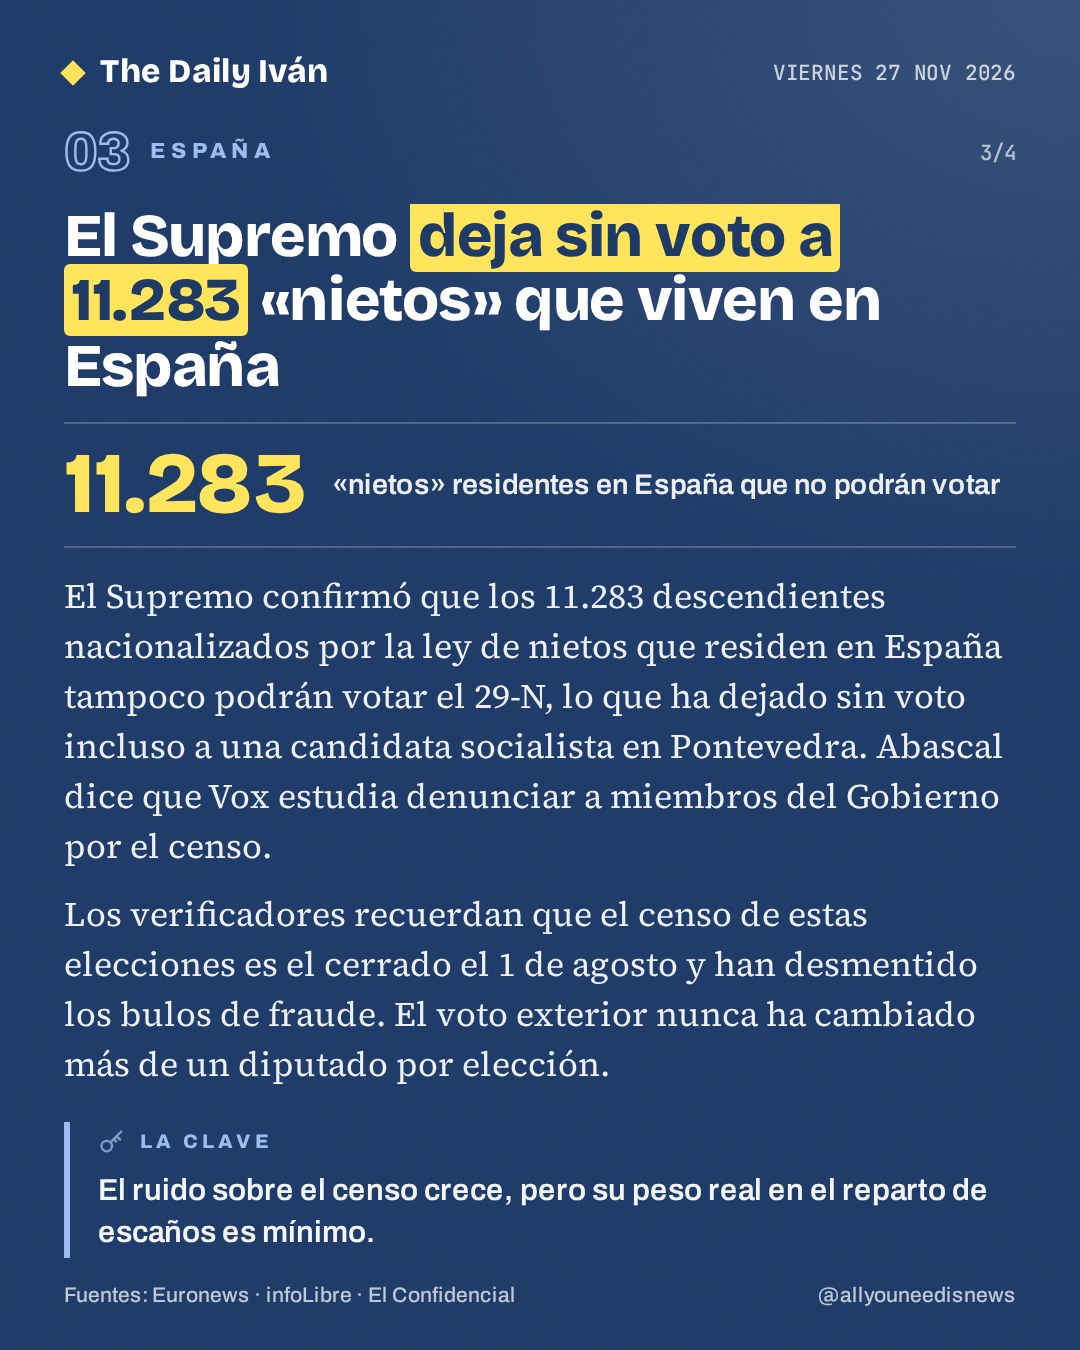 The Daily Iván
VIERNES 27 NOV 2026
03 ESPAÑA
3/4
El Supremo deja sin voto a
11.283 «nietos» que viven en
España
11.283 «nietos» residentes en España que no podrán votar
El Supremo confirmó que los 11.283 descendientes
nacionalizados por la ley de nietos que residen en España
tampoco podrán votar el 29-N, lo que ha dejado sin voto
incluso a una candidata socialista en Pontevedra. Abascal
dice que Vox estudia denunciar a miembros del Gobierno
por el censo.
Los verificadores recuerdan que el censo de estas
elecciones es el cerrado el 1 de agosto y han desmentido
los bulos de fraude. El voto exterior nunca ha cambiado
más de un diputado por elección.
LA CLAVE
El ruido sobre el censo crece, pero su peso real en el reparto de
escaños es mínimo.
Fuentes: Euronews · infoLibre · El Confidencial
@allyouneedisnews